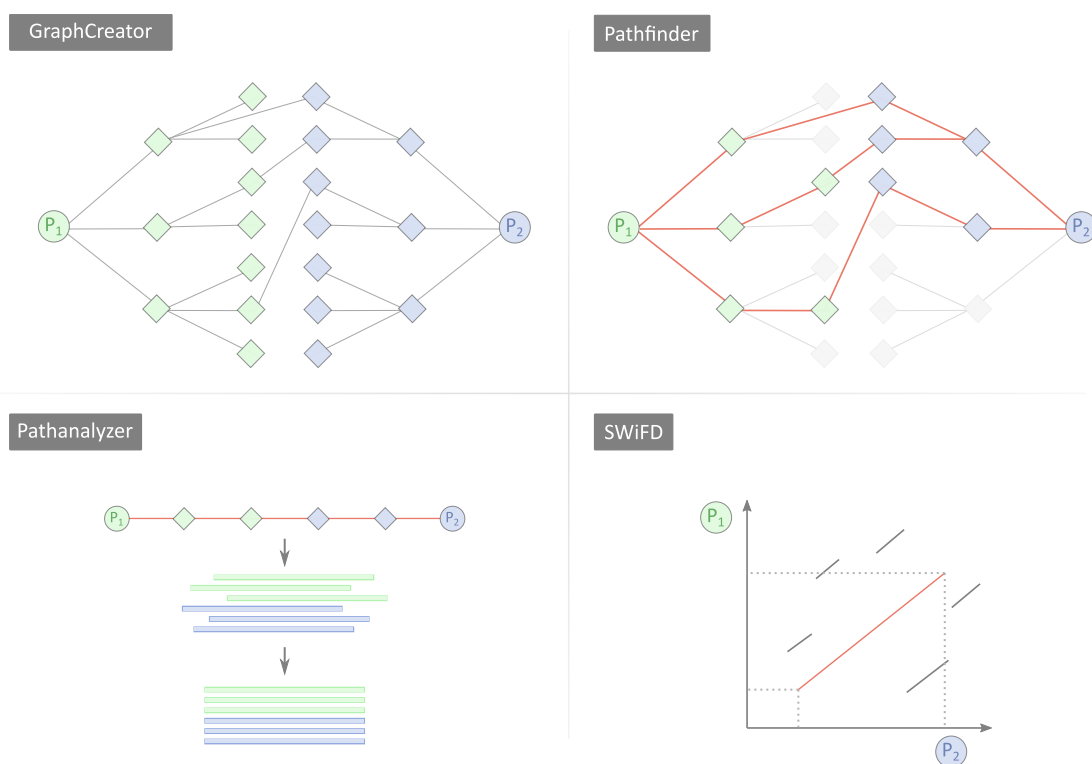 GraphCreator
Pathfinder
P1
P2
P1
P2
Pathanalyzer
SWiFD
P1
P2
P1
P2